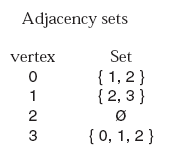 Adjacency sets
vertex Set
0 { 1, 2 }
1 { 2, 3 }
2 Ø
3 { 0, 1, 2 }